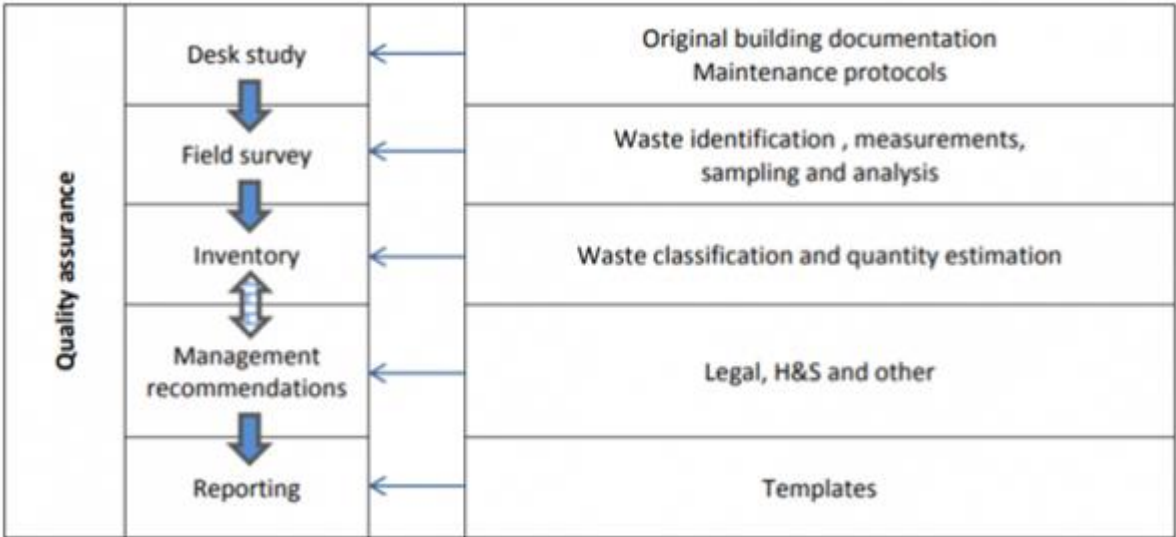 Quality assurance
Desk study
Original building documentation
Maintenance protocols
Field survey
Waste identification , measurements,
sampling and analysis
Inventory
Waste classification and quantity estimation
Management
recommendations
Legal, H&S and other
Reporting
Templates